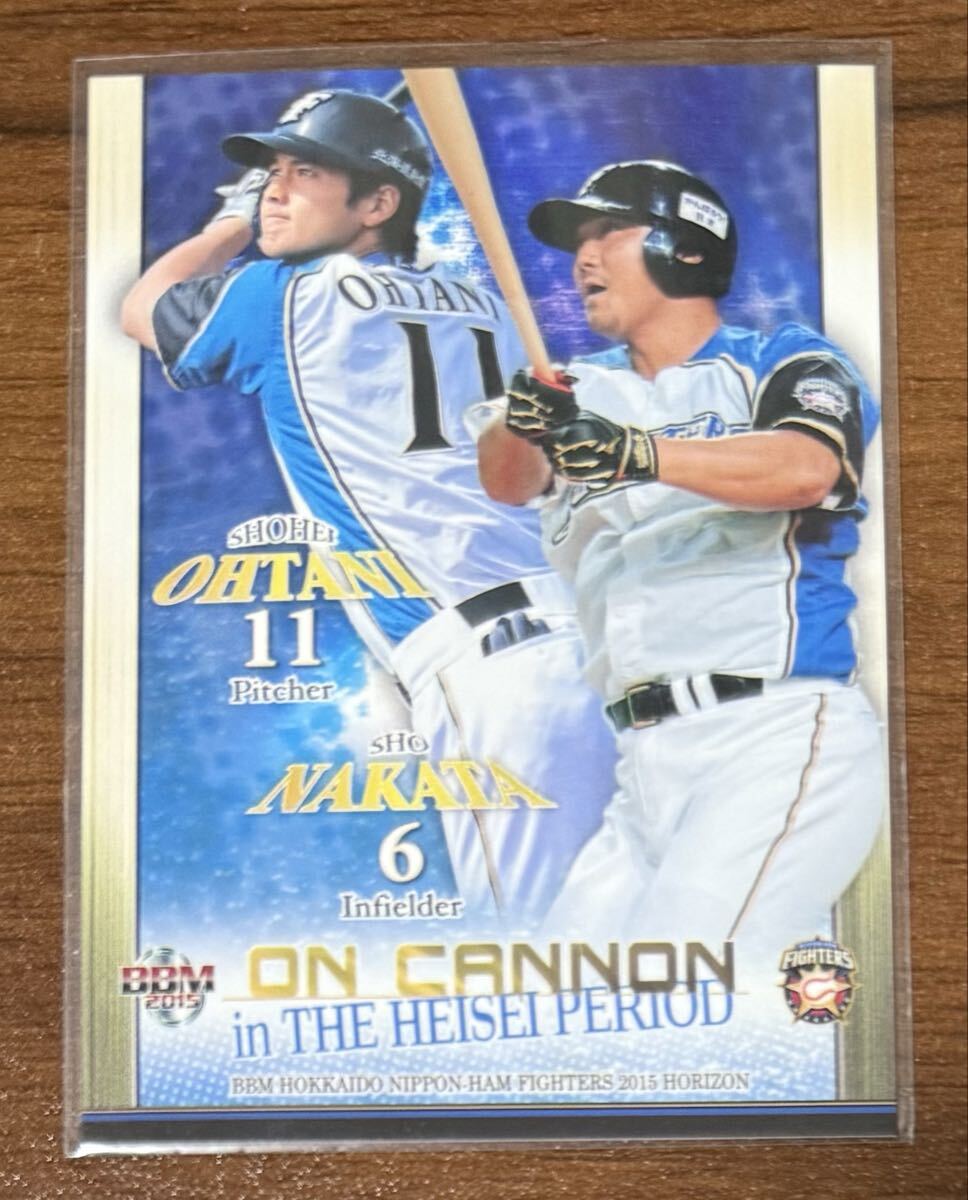 OHTANI
11
SHOHEI
OHTANI
11
Pitcher
SHO
NAKATA
6
Infielder
BBM
2015
ON CANNON
FIGHTERS
in THE HEISEI PERIOD
BBM HOKKAIDO NIPPON-HAM FIGHTERS 2015 HORIZON